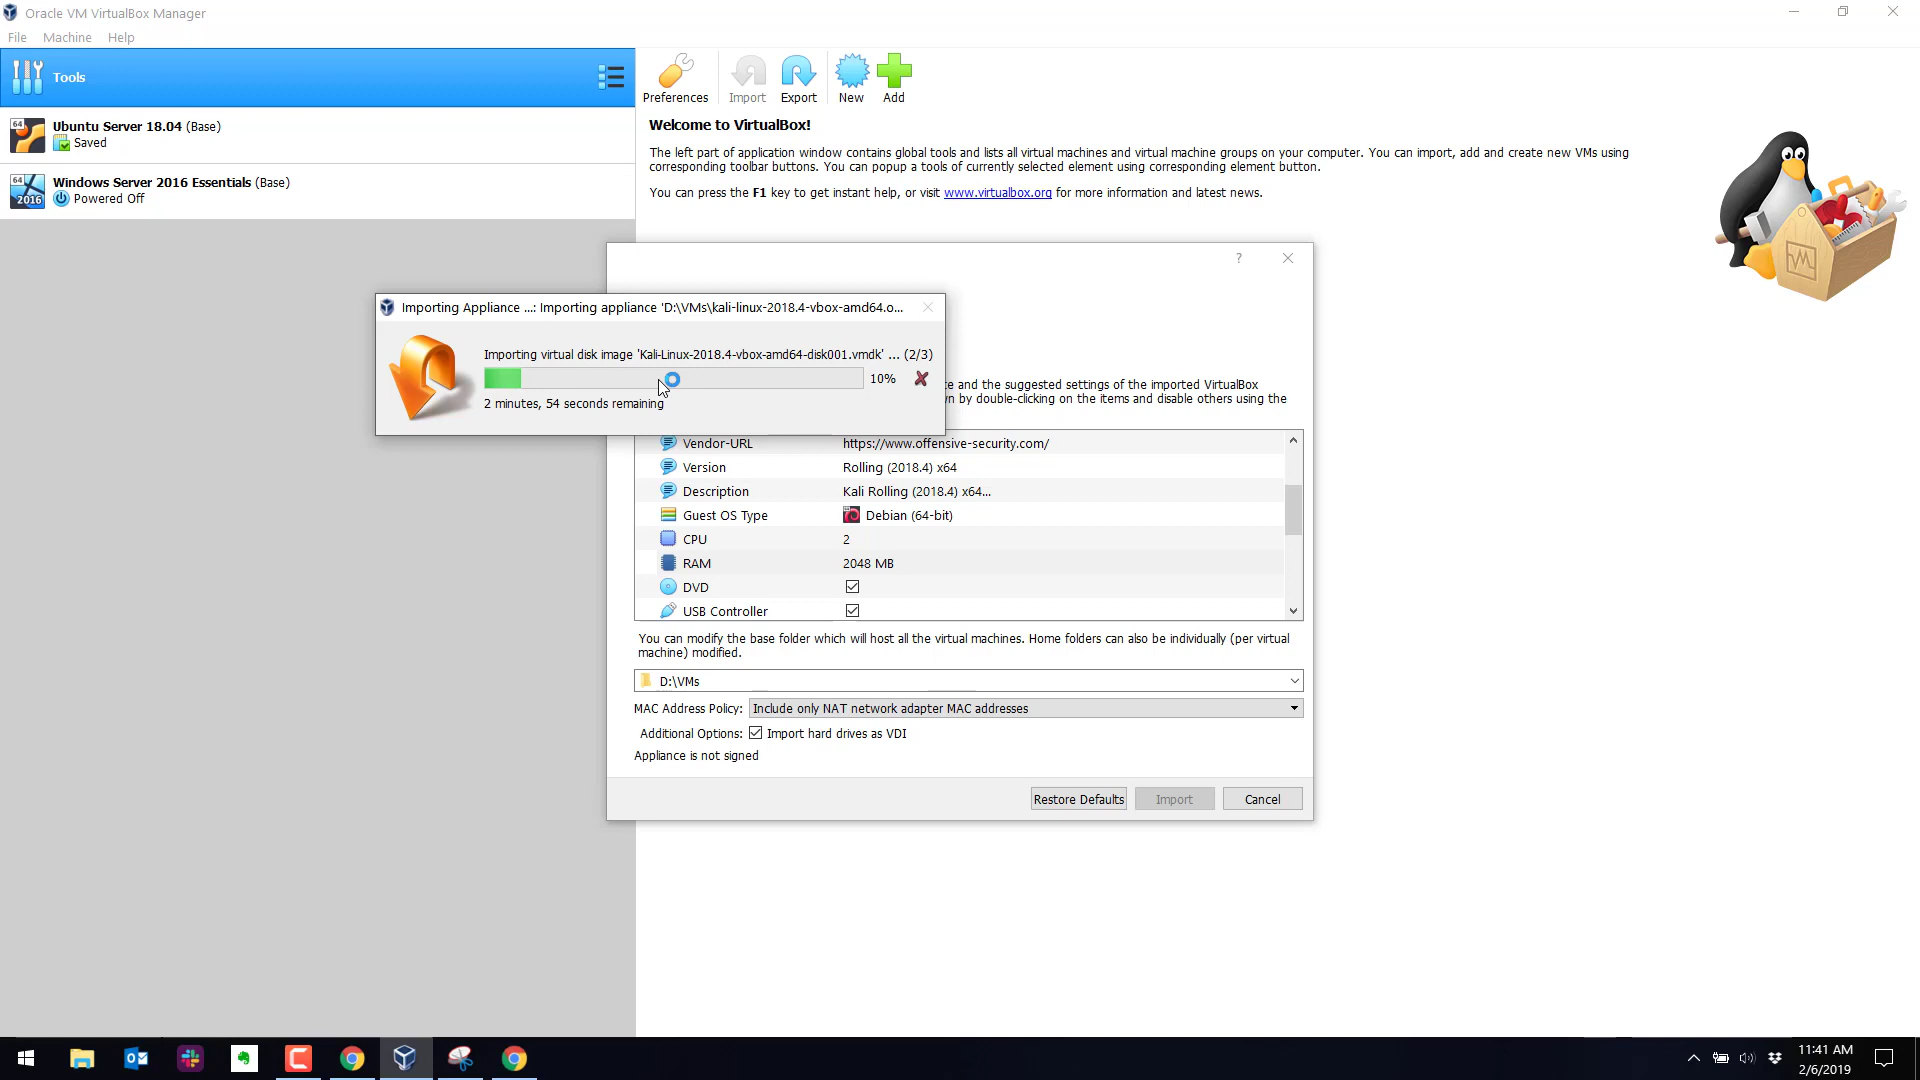 Oracle VM VirtualBox Manager
File Machine Help
Tools
Preferences Import Export New Add
64
Ubuntu Server 18.04 (Base)
Saved
64
2016
Windows Server 2016 Essentials (Base)
Powered Off
Welcome to VirtualBox!
The left part of application window contains global tools and lists all virtual machines and virtual machine groups on your computer. You can import, add and create new VMs using
corresponding toolbar buttons. You can popup a tools of currently selected element using corresponding element button.
You can press the F1 key to get instant help, or visit www.virtualbox.org for more information and latest news.
?
Importing Appliance ...: Importing appliance 'D:\VMs\kali-linux-2018.4-vbox-amd64.o...
Importing virtual disk image 'Kali-Linux-2018.4-vbox-amd64-disk001.vmdk' ... (2/3)
10%
2 minutes, 54 seconds remaining
e and the suggested settings of the imported VirtualBox
n by double-clicking on the items and disable others using the
Vendor-URL https://www.offensive-security.com/
Version Rolling (2018.4) x64
Description Kali Rolling (2018.4) x64...
Guest OS Type Debian (64-bit)
CPU 2
RAM 2048 MB
DVD
USB Controller
You can modify the base folder which will host all the virtual machines. Home folders can also be individually (per virtual
machine) modified.
D:\VMs
MAC Address Policy: Include only NAT network adapter MAC addresses
Additional Options: Import hard drives as VDI
Appliance is not signed
Restore Defaults Import Cancel
11:41 AM
2/6/2019